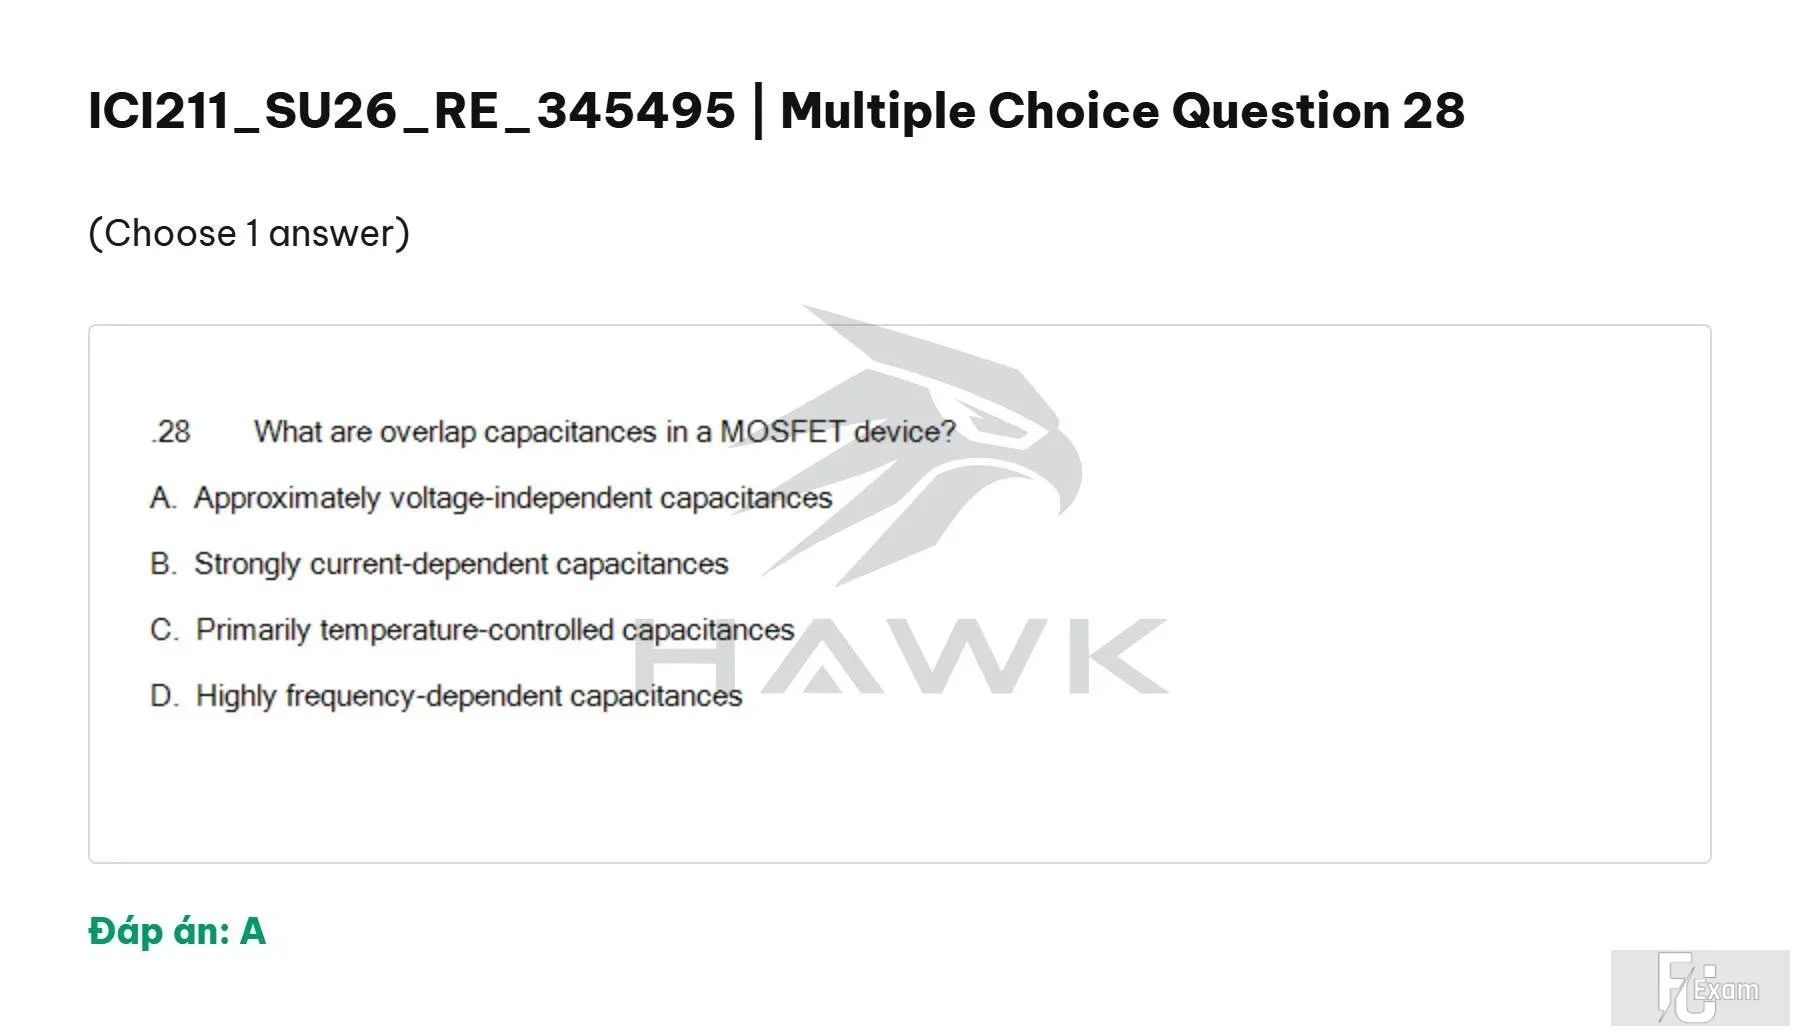 ICI211_SU26_RE_345495 | Multiple Choice Question 28
(Choose 1 answer)
.28 What are overlap capacitances in a MOSFET device?
A. Approximately voltage-independent capacitances
B. Strongly current-dependent capacitances
C. Primarily temperature-controlled capacitances
D. Highly frequency-dependent capacitances
HAWK
Đáp án: A
FU Exam